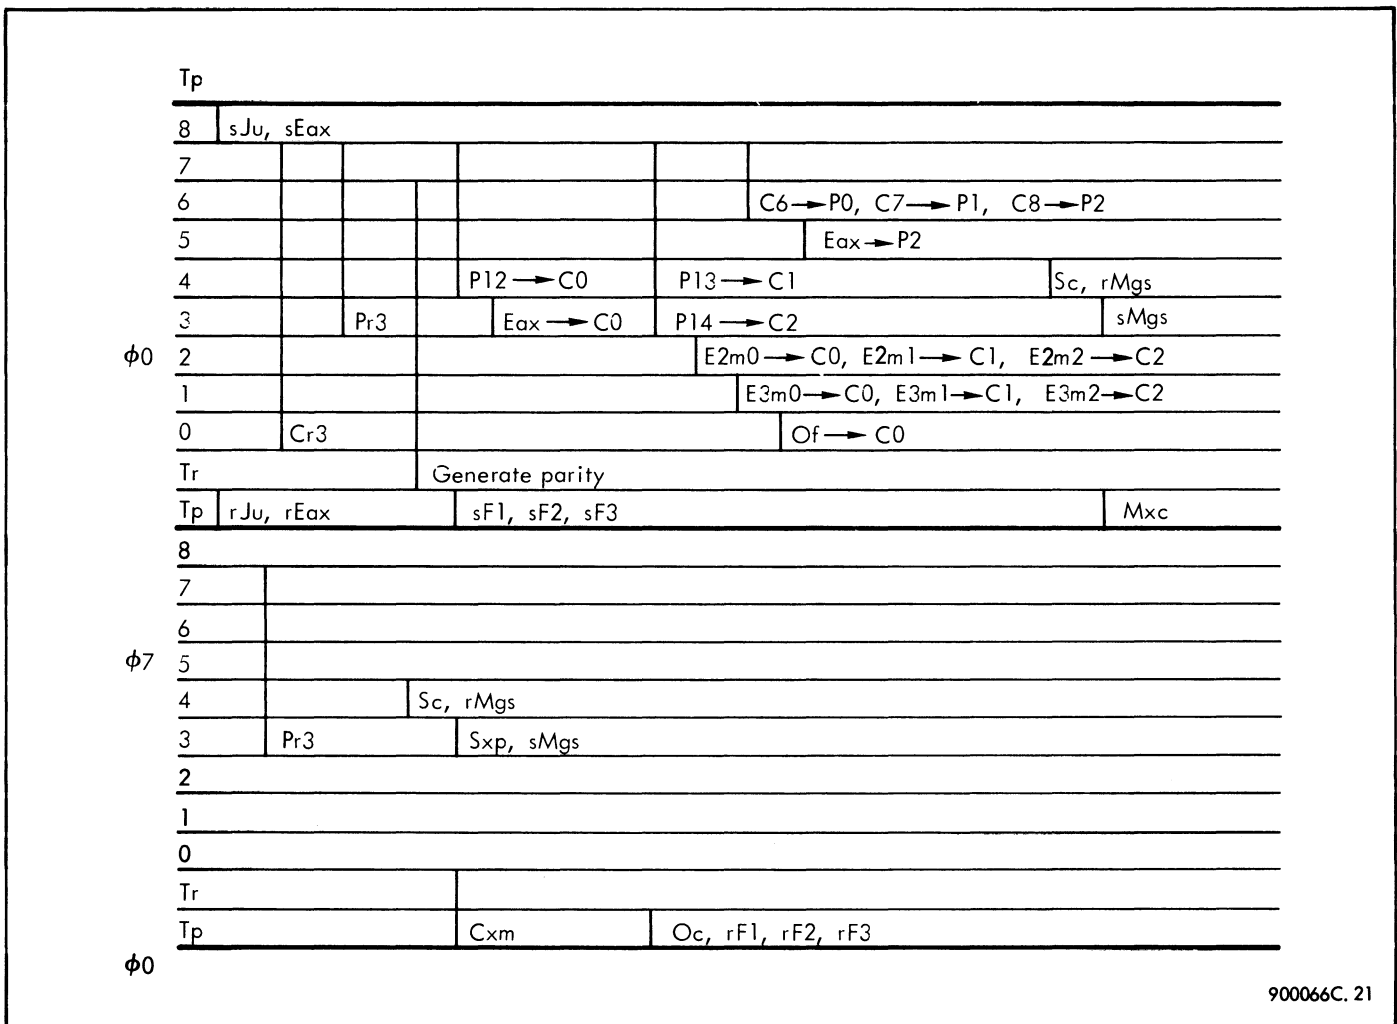 Tp
8 sJu, sEax
7
6 C6→P0, C7→P1, C8→P2
5 Eax→P2
4 P12→C0 P13→C1 Sc, rMgs
3 Pr3 Eax→C0 P14→C2 sMgs
ϕ0 2 E2m0→C0, E2m1→C1, E2m2→C2
1 E3m0→C0, E3m1→C1, E3m2→C2
0 Cr3 Of→C0
Tr Generate parity
Tp rJu, rEax sF1, sF2, sF3 Mxc
8
7
6
ϕ7 5
4 Sc, rMgs
3 Pr3 Sxp, sMgs
2
1
0
Tr
Tp Cxm Oc, rF1, rF2, rF3
ϕ0
900066C. 21